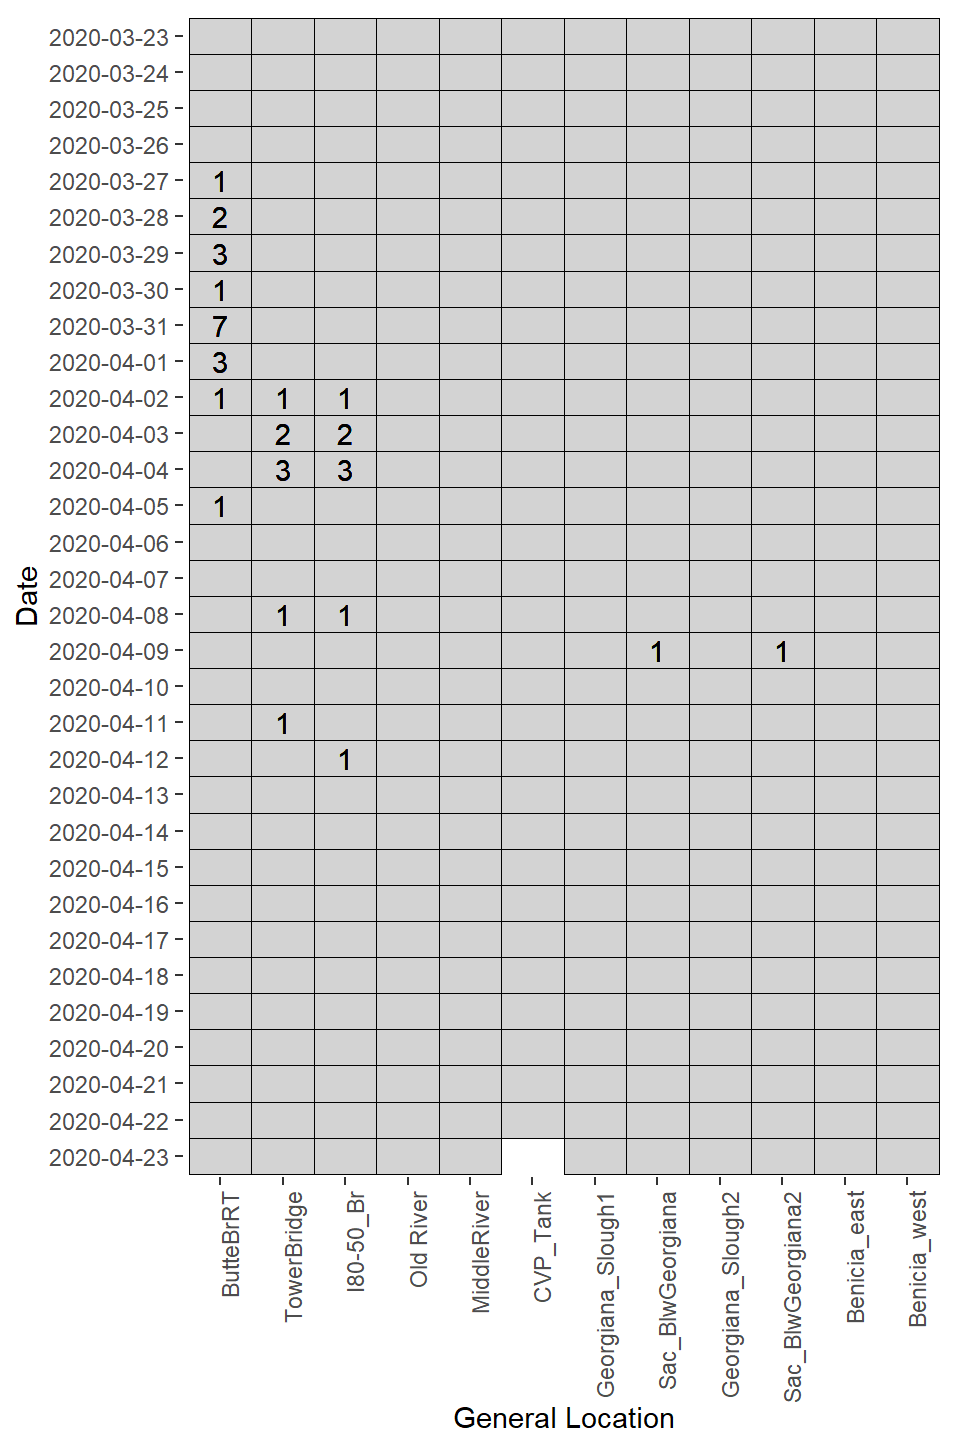 2020-03-23
2020-03-24
2020-03-25
2020-03-26
2020-03-27 1
2020-03-28 2
2020-03-29 3
2020-03-30 1
2020-03-31 7
2020-04-01 3
2020-04-02 1 1 1
2020-04-03 2 2
2020-04-04 3 3
2020-04-05 1
2020-04-06
2020-04-07
2020-04-08 1 1
2020-04-09 1 1
2020-04-10
2020-04-11 1
2020-04-12 1
2020-04-13
2020-04-14
2020-04-15
2020-04-16
2020-04-17
2020-04-18
2020-04-19
2020-04-20
2020-04-21
2020-04-22
2020-04-23
Date
ButteBrRT
TowerBridge
I80-50_Br
Old River
MiddleRiver
CVP_Tank
Georgiana_Slough1
Sac_BlwGeorgiana
Georgiana_Slough2
Sac_BlwGeorgiana2
Benicia_east
Benicia_west
General Location